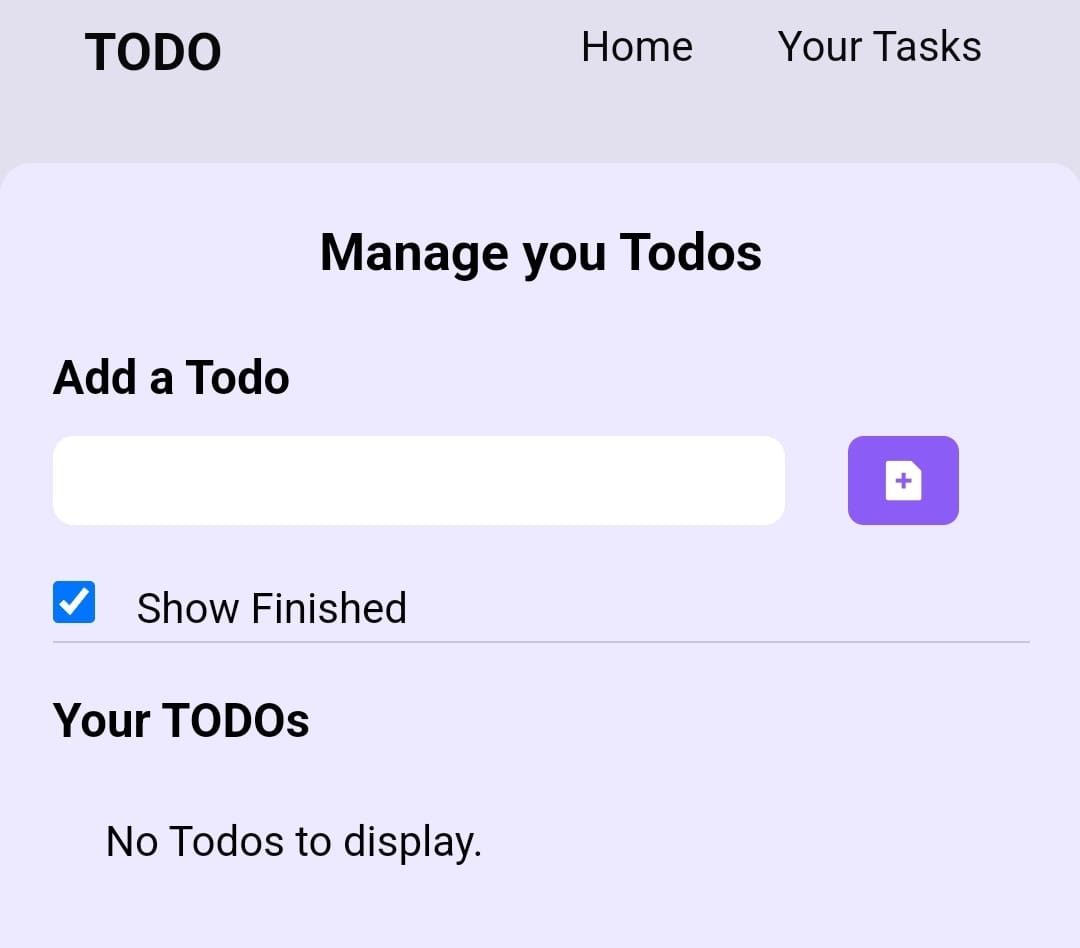 TODO Home Your Tasks
Manage you Todos
Add a Todo
Show Finished
Your TODOs
No Todos to display.